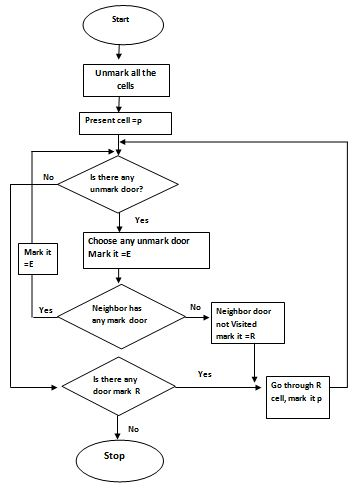 Start
Unmark all the
cells
Present cell =p
Is there any
unmark door?
No
Yes
Choose any unmark door
Mark it =E
Mark it
=E
Neighbor has
any mark door
Yes
No
Neighbor door
not Visited
mark it =R
Is there any
door mark R
Yes
Go through R
cell, mark it p
No
Stop